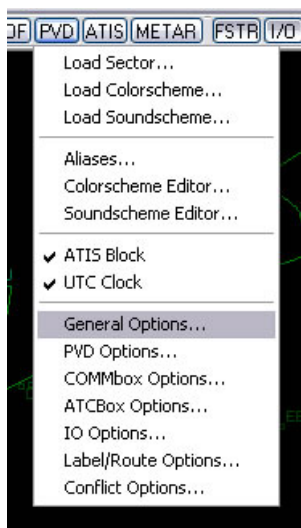 OF PVD ATIS METAR FSTR I/O
Load Sector...
Load Colorscheme...
Load Soundscheme...
Aliases...
Colorscheme Editor...
Soundscheme Editor...
ATIS Block
UTC Clock
General Options...
PVD Options...
COMMbox Options...
ATCBox Options...
IO Options...
Label/Route Options...
Conflict Options...